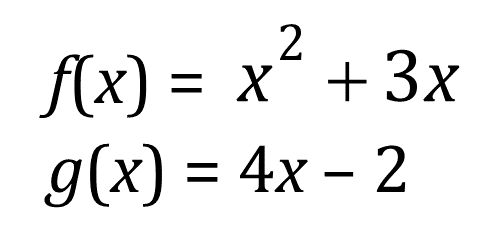 f(x) = x² + 3x
g(x) = 4x − 2